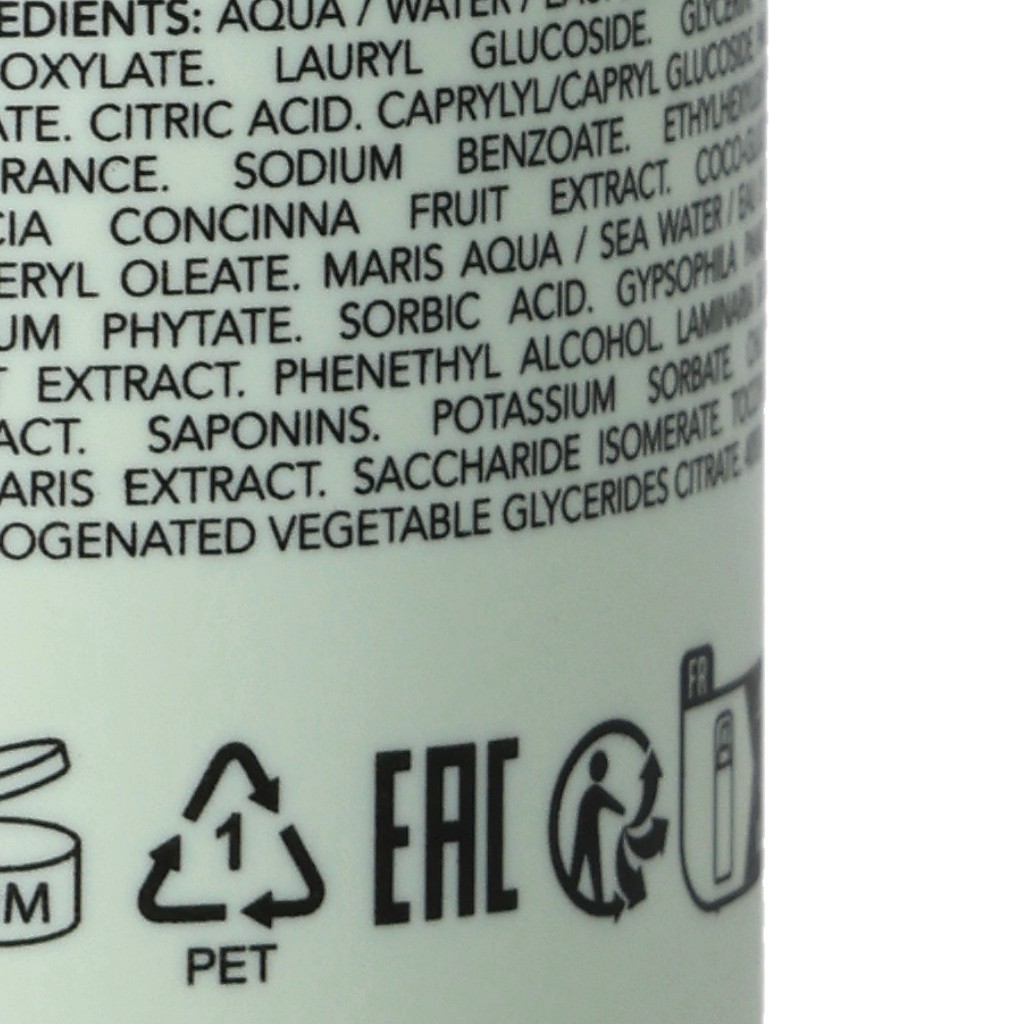 EDIENTS: AQUA / WATER /
OXYLATE. LAURYL GLUCOSIDE.
ATE. CITRIC ACID. CAPRYLYL/CAPRYL GLUCOSIDE.
RANCE. SODIUM BENZOATE.
CIA CONCINNA FRUIT EXTRACT.
ERYL OLEATE. MARIS AQUA / SEA WATER /
UM PHYTATE. SORBIC ACID. GYPSOPHILA
T EXTRACT. PHENETHYL ALCOHOL. LAMINARIA
ACT. SAPONINS. POTASSIUM SORBATE.
ARIS EXTRACT. SACCHARIDE ISOMERATE.
OGENATED VEGETABLE GLYCERIDES CITRATE.
FR
M
1
EAC
PET